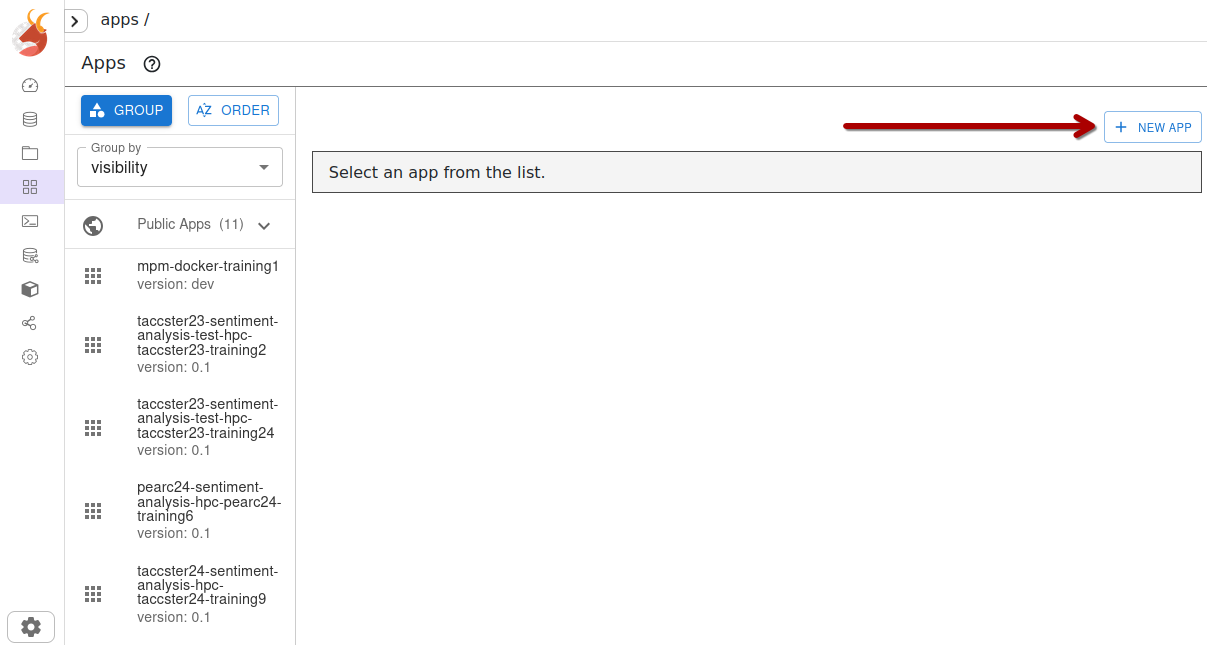 apps /
Apps
GROUP
AZ ORDER
NEW APP
Group by
visibility
Select an app from the list.
Public Apps (11)
mpm-docker-training1
version: dev
taccster23-sentiment-
analysis-test-hpc-
taccster23-training2
version: 0.1
taccster23-sentiment-
analysis-test-hpc-
taccster23-training24
version: 0.1
pearc24-sentiment-
analysis-hpc-pearc24-
training6
version: 0.1
taccster24-sentiment-
analysis-hpc-
taccster24-training9
version: 0.1